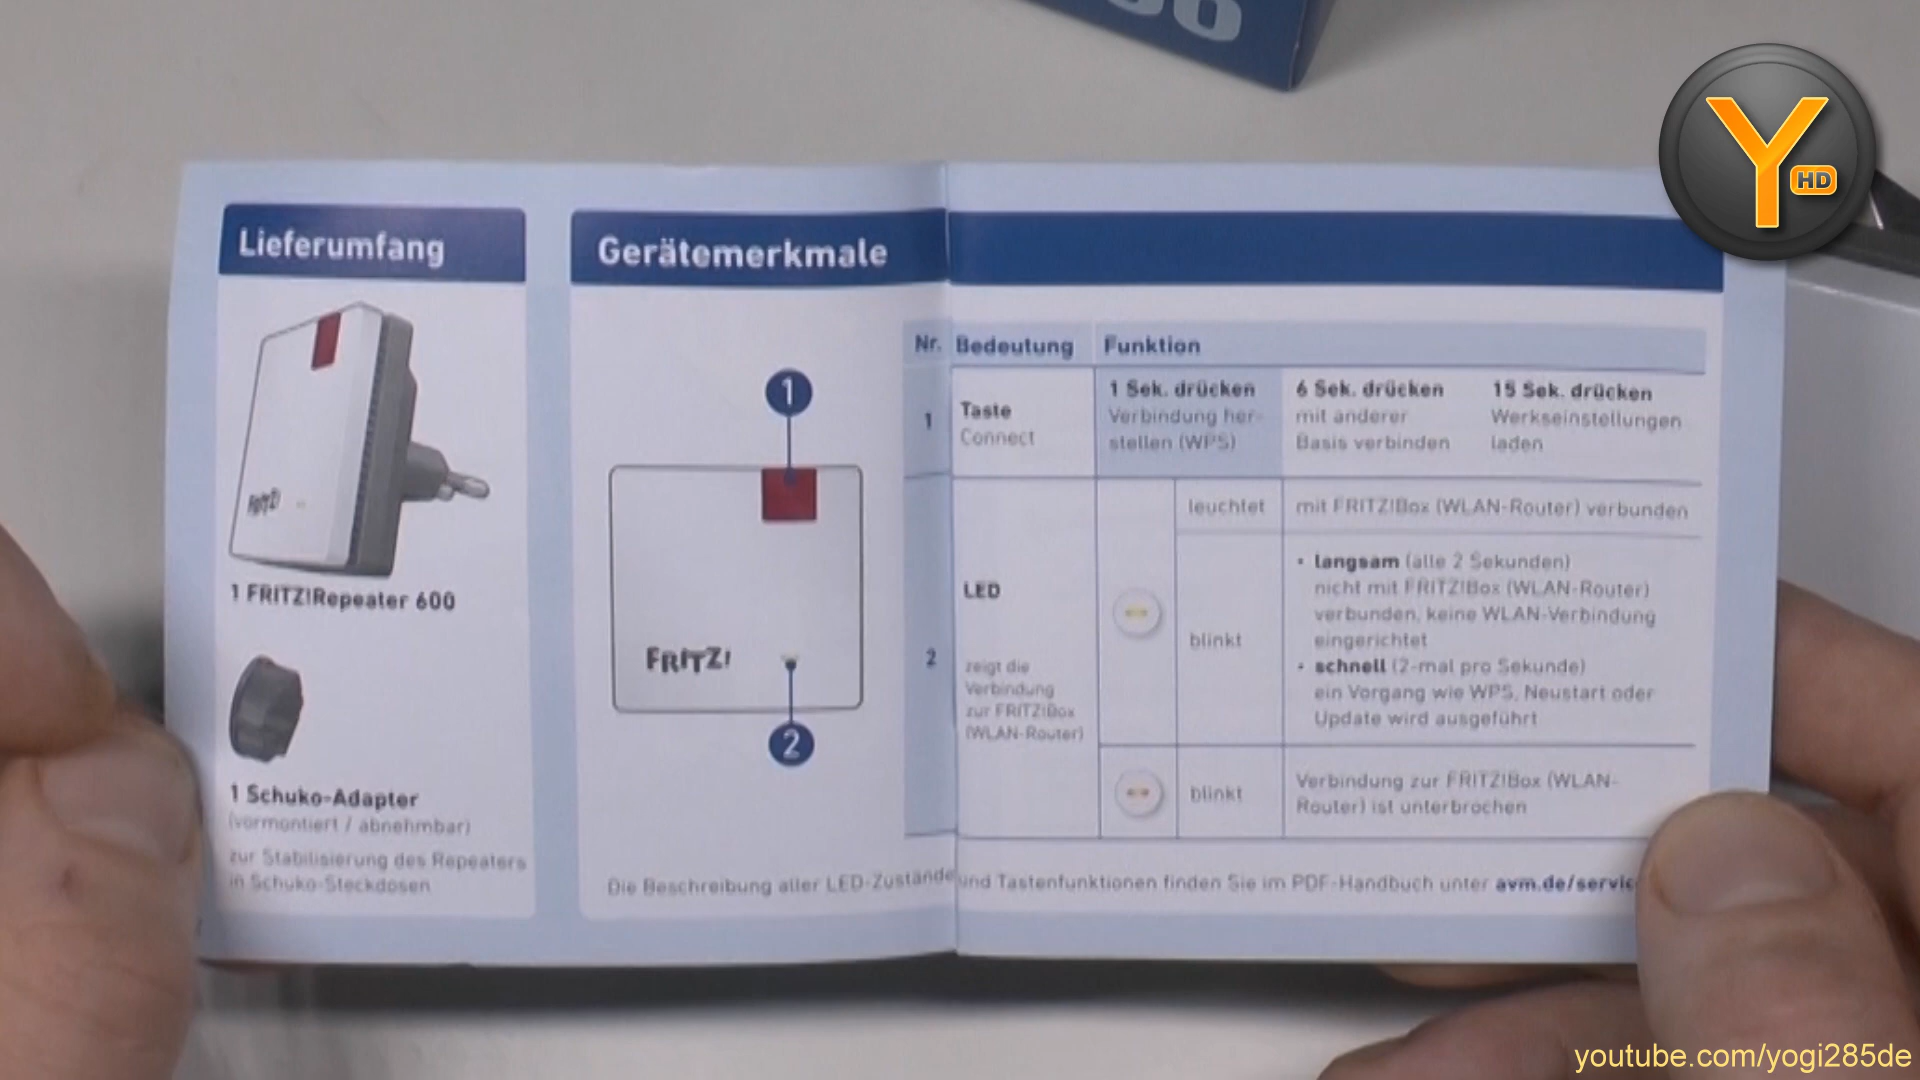 Y HD
Lieferumfang
FRITZ!
1 FRITZ!Repeater 600
1 Schuko-Adapter
(vormontiert / abnehmbar)
zur Stabilisierung des Repeaters
in Schuko-Steckdosen
Gerätemerkmale
1
FRITZ!
2
Nr. Bedeutung Funktion
1
Taste
Connect
1 Sek. drücken
Verbindung her-
stellen (WPS)
6 Sek. drücken
mit anderer
Basis verbinden
15 Sek. drücken
Werkseinstellungen
laden
2
LED
zeigt die
Verbindung
zur FRITZ!Box
(WLAN-Router)
leuchtet
mit FRITZ!Box (WLAN-Router) verbunden
blinkt
• langsam (alle 2 Sekunden)
nicht mit FRITZ!Box (WLAN-Router)
verbunden, keine WLAN-Verbindung
eingerichtet
• schnell (2-mal pro Sekunde)
ein Vorgang wie WPS, Neustart oder
Update wird ausgeführt
blinkt
Verbindung zur FRITZ!Box (WLAN-
Router) ist unterbrochen
Die Beschreibung aller LED-Zustände und Tastenfunktionen finden Sie im PDF-Handbuch unter avm.de/servic
youtube.com/yogi285de